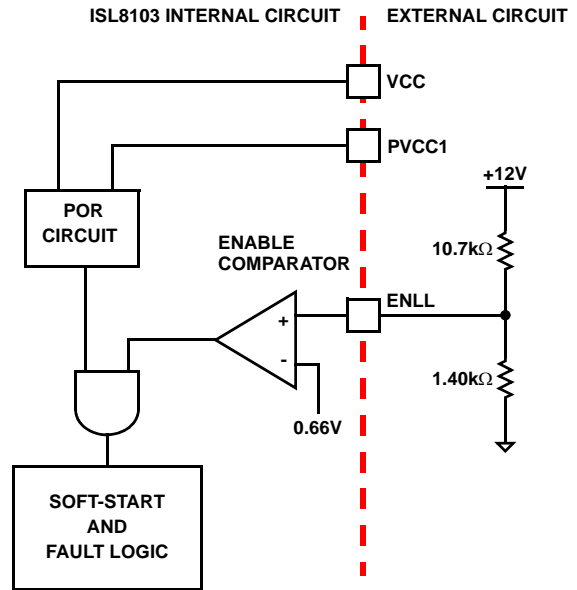 ISL8103 INTERNAL CIRCUIT
EXTERNAL CIRCUIT
VCC
PVCC1
+12V
POR
CIRCUIT
10.7kΩ
ENABLE
COMPARATOR
ENLL
+
-
1.40kΩ
0.66V
SOFT-START
AND
FAULT LOGIC